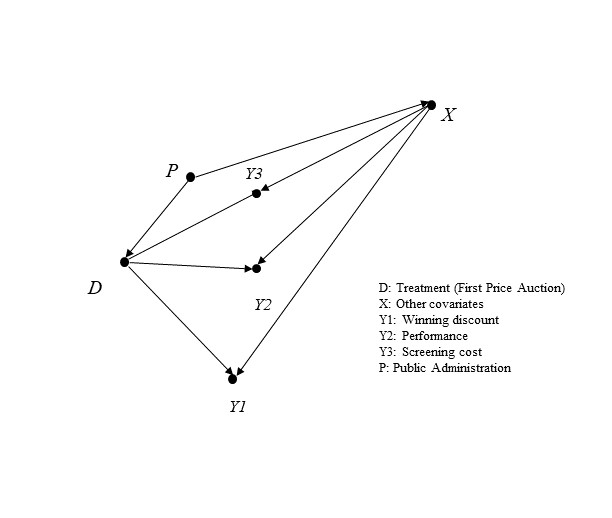 X
P
Y3
D
Y2
D: Treatment (First Price Auction)
X: Other covariates
Y1: Winning discount
Y2: Performance
Y3: Screening cost
P: Public Administration
Y1